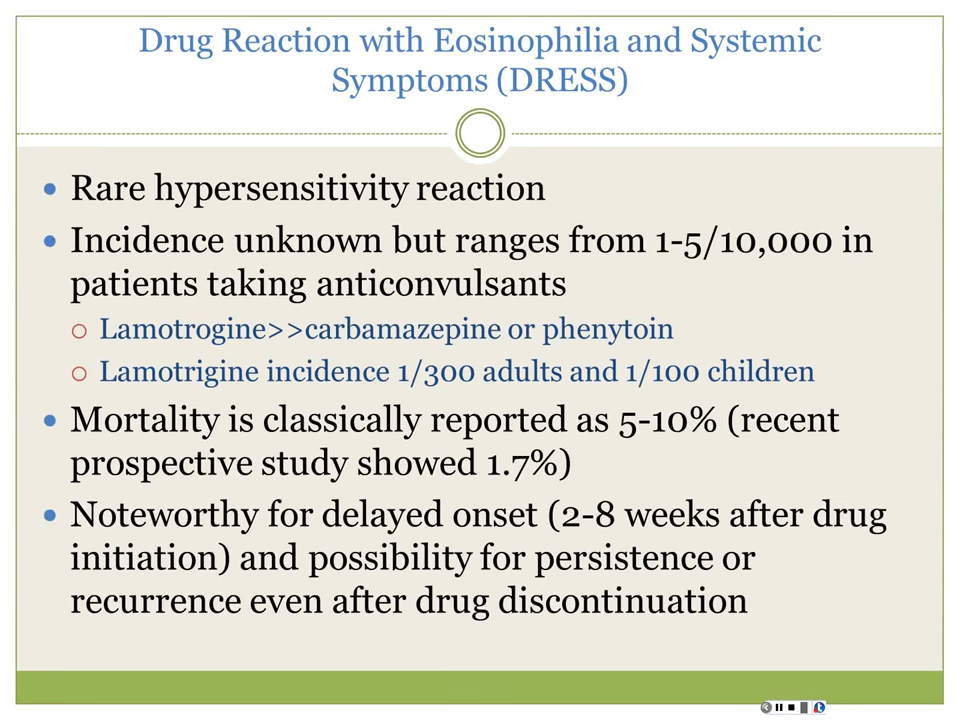 Drug Reaction with Eosinophilia and Systemic
Symptoms (DRESS)
• Rare hypersensitivity reaction
• Incidence unknown but ranges from 1-5/10,000 in
patients taking anticonvulsants
○ Lamotrogine>>carbamazepine or phenytoin
○ Lamotrigine incidence 1/300 adults and 1/100 children
• Mortality is classically reported as 5-10% (recent
prospective study showed 1.7%)
• Noteworthy for delayed onset (2-8 weeks after drug
initiation) and possibility for persistence or
recurrence even after drug discontinuation